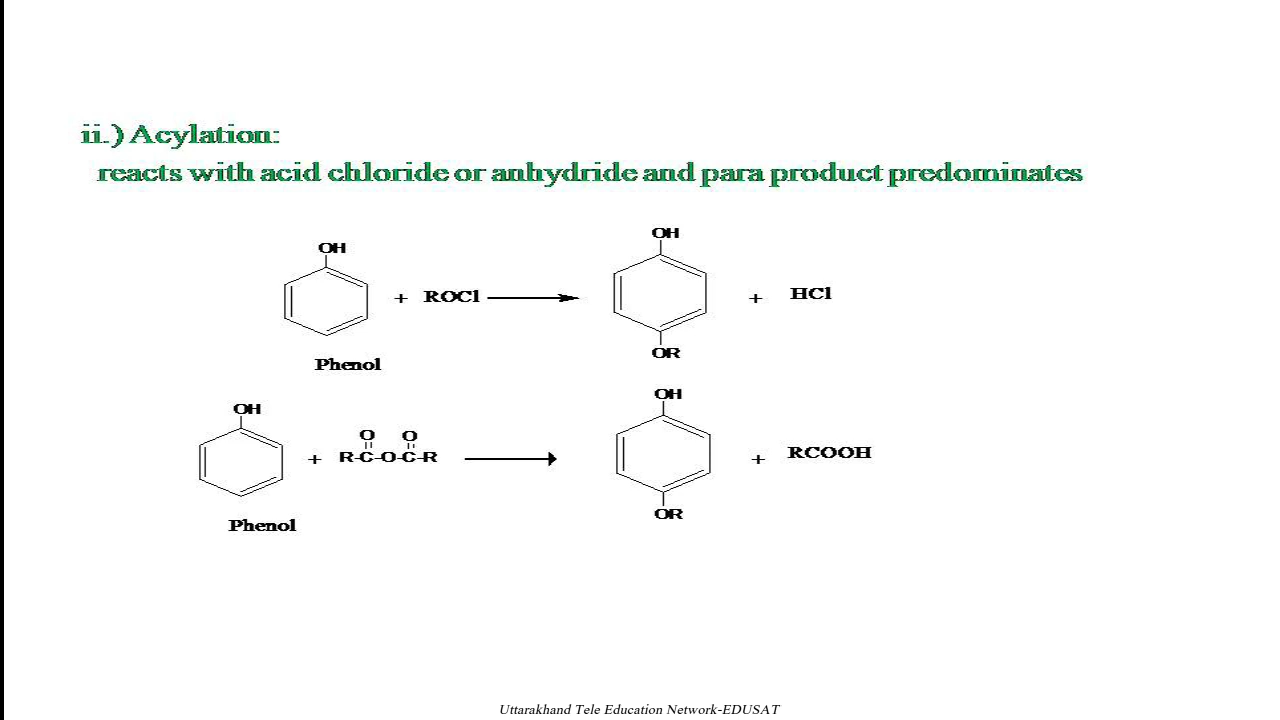 ii.) Acylation:
reacts with acid chloride or anhydride and para product predominates
OH
OH
+ ROCl
+ HCl
OR
Phenol
OH
OH
O O
+ R-C-O-C-R
+ RCOOH
OR
Phenol
Uttarakhand Tele Education Network-EDUSAT